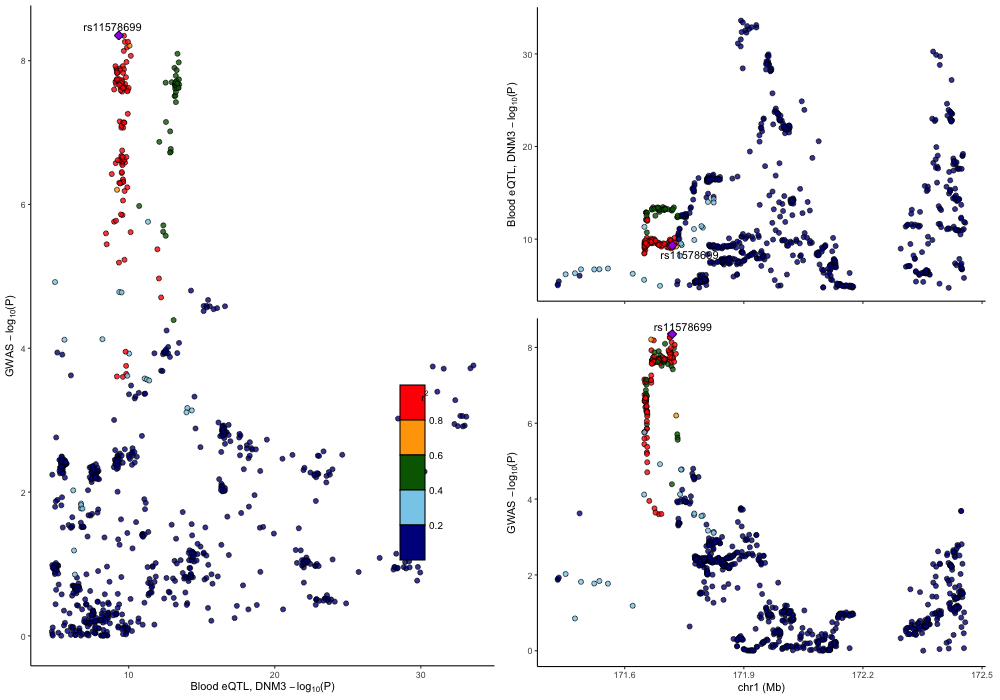 rs11578699
8
6
4
2
0
GWAS −log10(P)
10
20
30
Blood eQTL, DNM3 −log10(P)
r2
0.8
0.6
0.4
0.2
30
20
10
Blood eQTL, DNM3 −log10(P)
rs11578699
rs11578699
8
6
4
2
0
GWAS −log10(P)
171.6
171.9
172.2
172.5
chr1 (Mb)